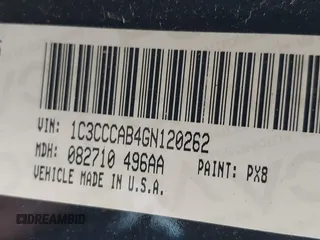 VIN: 1C3CCCAB4GN120262
MDH: 082710 496AA PAINT: PX8
VEHICLE MADE IN U.S.A.
DREAMBID